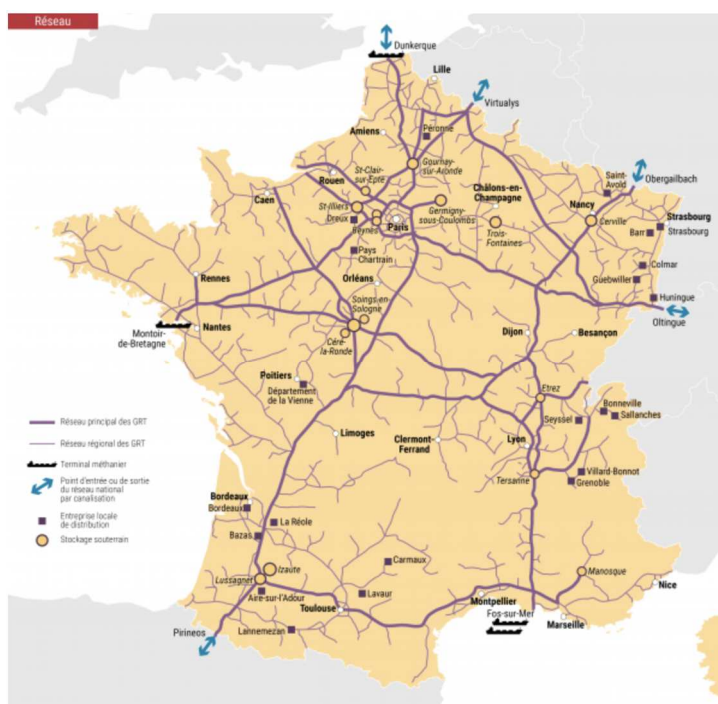 Réseau
Dunkerque
Lille
Virtualys
Amiens
Péronne
Gournay-
sur-Aronde
St-Clair-
sur-Epte
Rouen
Caen
St-Illiers
Dreux
Beynes
Paris
Germigny-
sous-Coulombs
Châlons-en-
Champagne
Trois-
Fontaines
Saint-
Avold
Obergailbach
Nancy
Cerville
Strasbourg
Strasbourg
Barr
Colmar
Guebwiller
Huningue
Oltingue
Pays
Chartrain
Rennes
Orléans
Soings-en-
Sologne
Montoir-
de-Bretagne
Nantes
Céré-
la-Ronde
Dijon
Besançon
Poitiers
Département
de la Vienne
Etrez
Bonneville
Sallanches
Seyssel
Limoges
Clermont-
Ferrand
Lyon
Tersanne
Villard-Bonnot
Grenoble
Réseau principal des GRT
Réseau régional des GRT
Terminal méthanier
Point d'entrée ou de sortie
du réseau national
par canalisation
Entreprise locale
de distribution
Stockage souterrain
Bordeaux
Bordeaux
La Réole
Bazas
Izaute
Lussagnet
Aire-sur-l'Adour
Carmaux
Lavaur
Toulouse
Lannemezan
Pirineos
Manosque
Nice
Montpellier
Fos-sur-Mer
Marseille